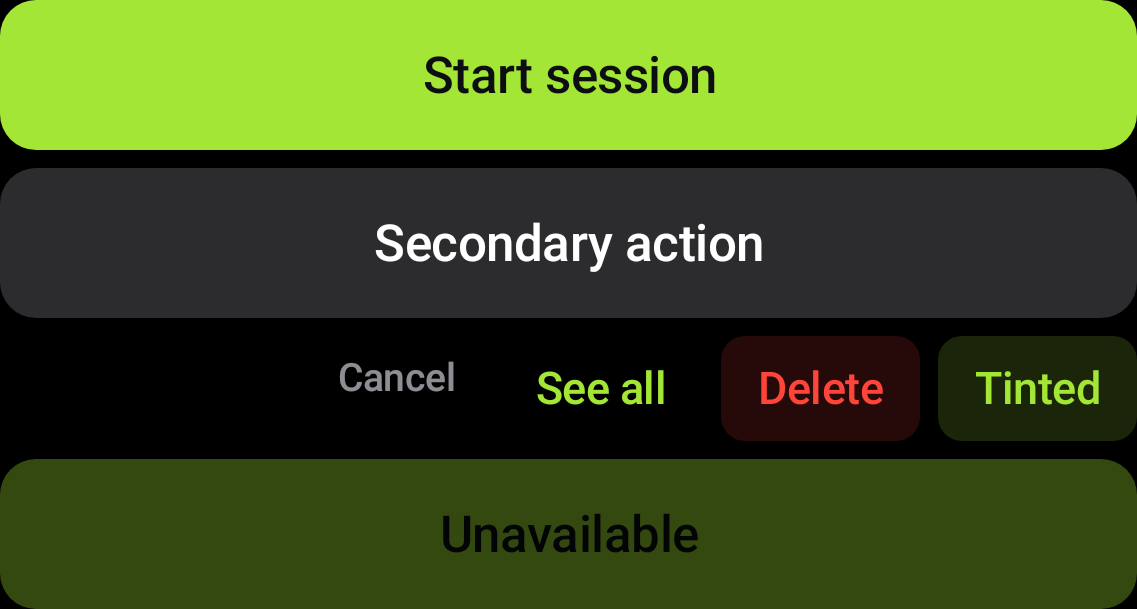 Start session
Secondary action
Cancel
See all
Delete
Tinted
Unavailable